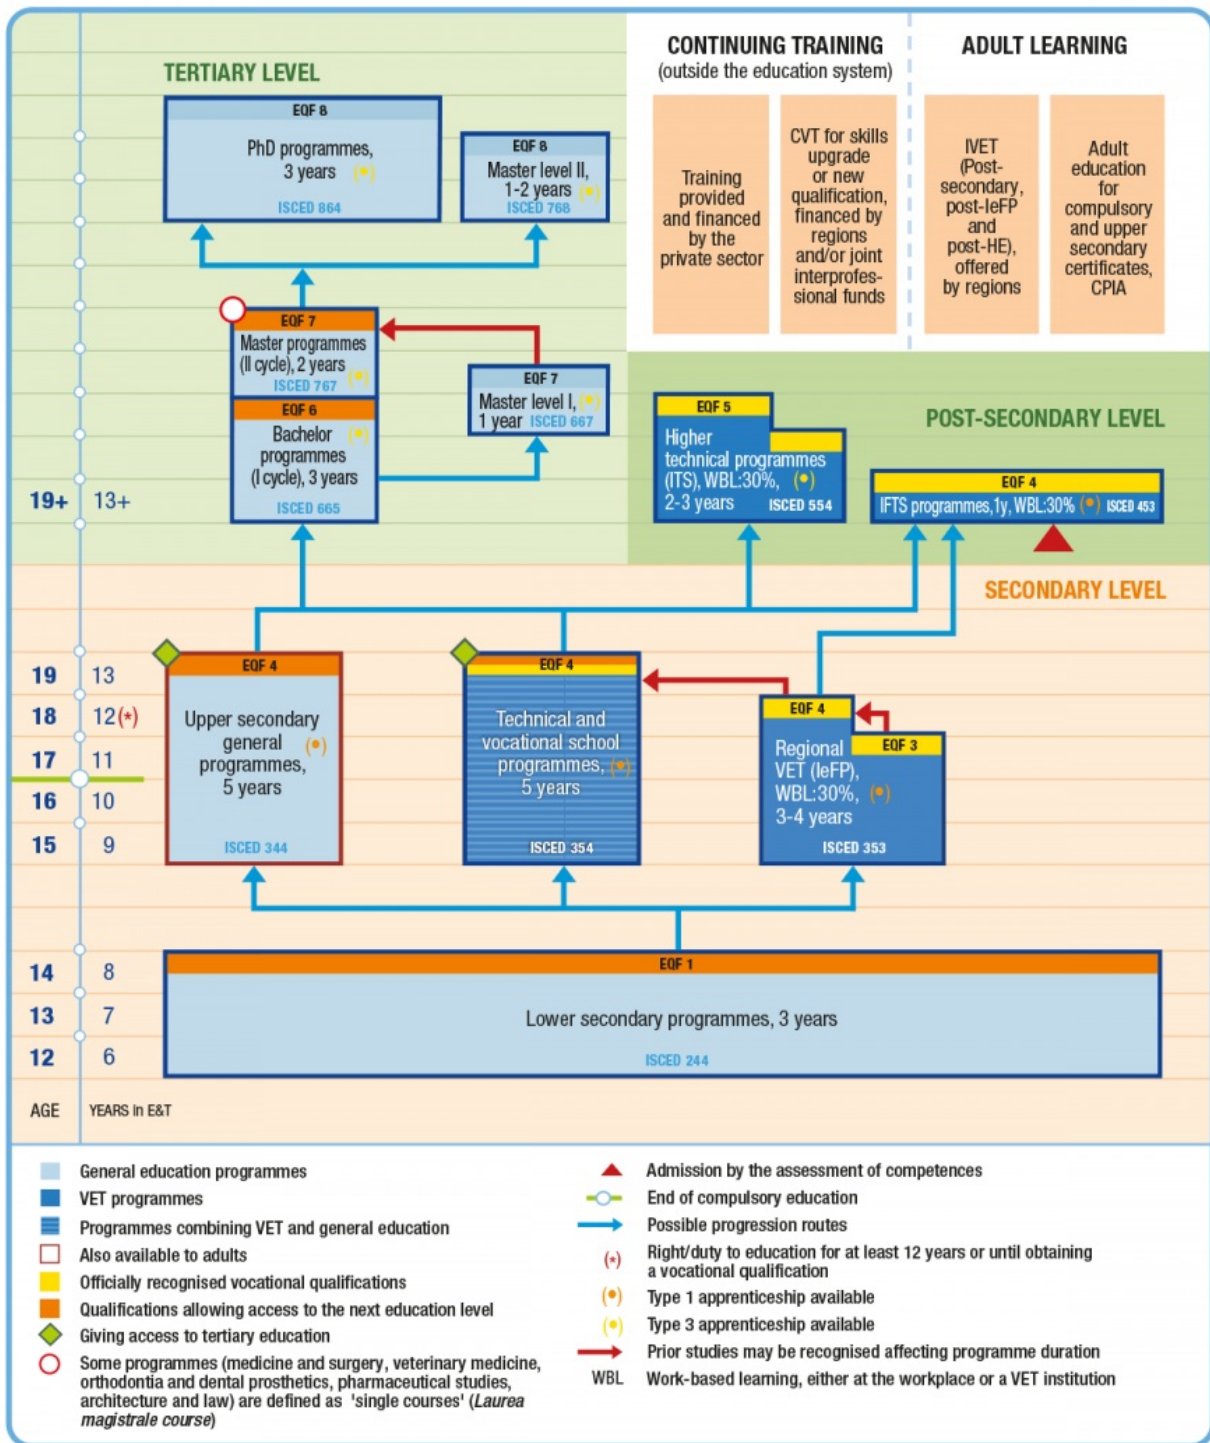 CONTINUING TRAINING
(outside the education system)
ADULT LEARNING
TERTIARY LEVEL
EQF 8
PhD programmes,
3 years (•)
ISCED 864
EQF 8
Master level II,
1-2 years (•)
ISCED 768
Training
provided
and financed
by the
private sector
CVT for skills
upgrade
or new
qualification,
financed by
regions
and/or joint
interprofes-
sional funds
IVET
(Post-
secondary,
post-IeFP
and
post-HE),
offered
by regions
Adult
education
for
compulsory
and upper
secondary
certificates,
CPIA
EQF 7
Master programmes
(II cycle), 2 years
ISCED 767 (•)
EQF 6
Bachelor (•)
programmes
(I cycle), 3 years
ISCED 665
EQF 7
Master level I, (•)
1 year ISCED 667
POST-SECONDARY LEVEL
EQF 5
Higher
technical programmes
(ITS), WBL:30%, (•)
2-3 years ISCED 554
EQF 4
IFTS programmes,1y, WBL:30% (•) ISCED 453
19+ 13+
SECONDARY LEVEL
19 13
18 12(*)
17 11
16 10
15 9
EQF 4
Upper secondary
general (•)
programmes,
5 years
ISCED 344
EQF 4
Technical and
vocational school
programmes, (•)
5 years
ISCED 354
EQF 4
EQF 3
Regional
VET (IeFP),
WBL:30%, (•)
3-4 years
ISCED 353
14 8
13 7
12 6
EQF 1
Lower secondary programmes, 3 years
ISCED 244
AGE YEARS in E&T
General education programmes
VET programmes
Programmes combining VET and general education
Also available to adults
Officially recognised vocational qualifications
Qualifications allowing access to the next education level
Giving access to tertiary education
Some programmes (medicine and surgery, veterinary medicine,
orthodontia and dental prosthetics, pharmaceutical studies,
architecture and law) are defined as 'single courses' (Laurea
magistrale course)
Admission by the assessment of competences
End of compulsory education
Possible progression routes
(*) Right/duty to education for at least 12 years or until obtaining
a vocational qualification
(•) Type 1 apprenticeship available
(•) Type 3 apprenticeship available
Prior studies may be recognised affecting programme duration
WBL Work-based learning, either at the workplace or a VET institution